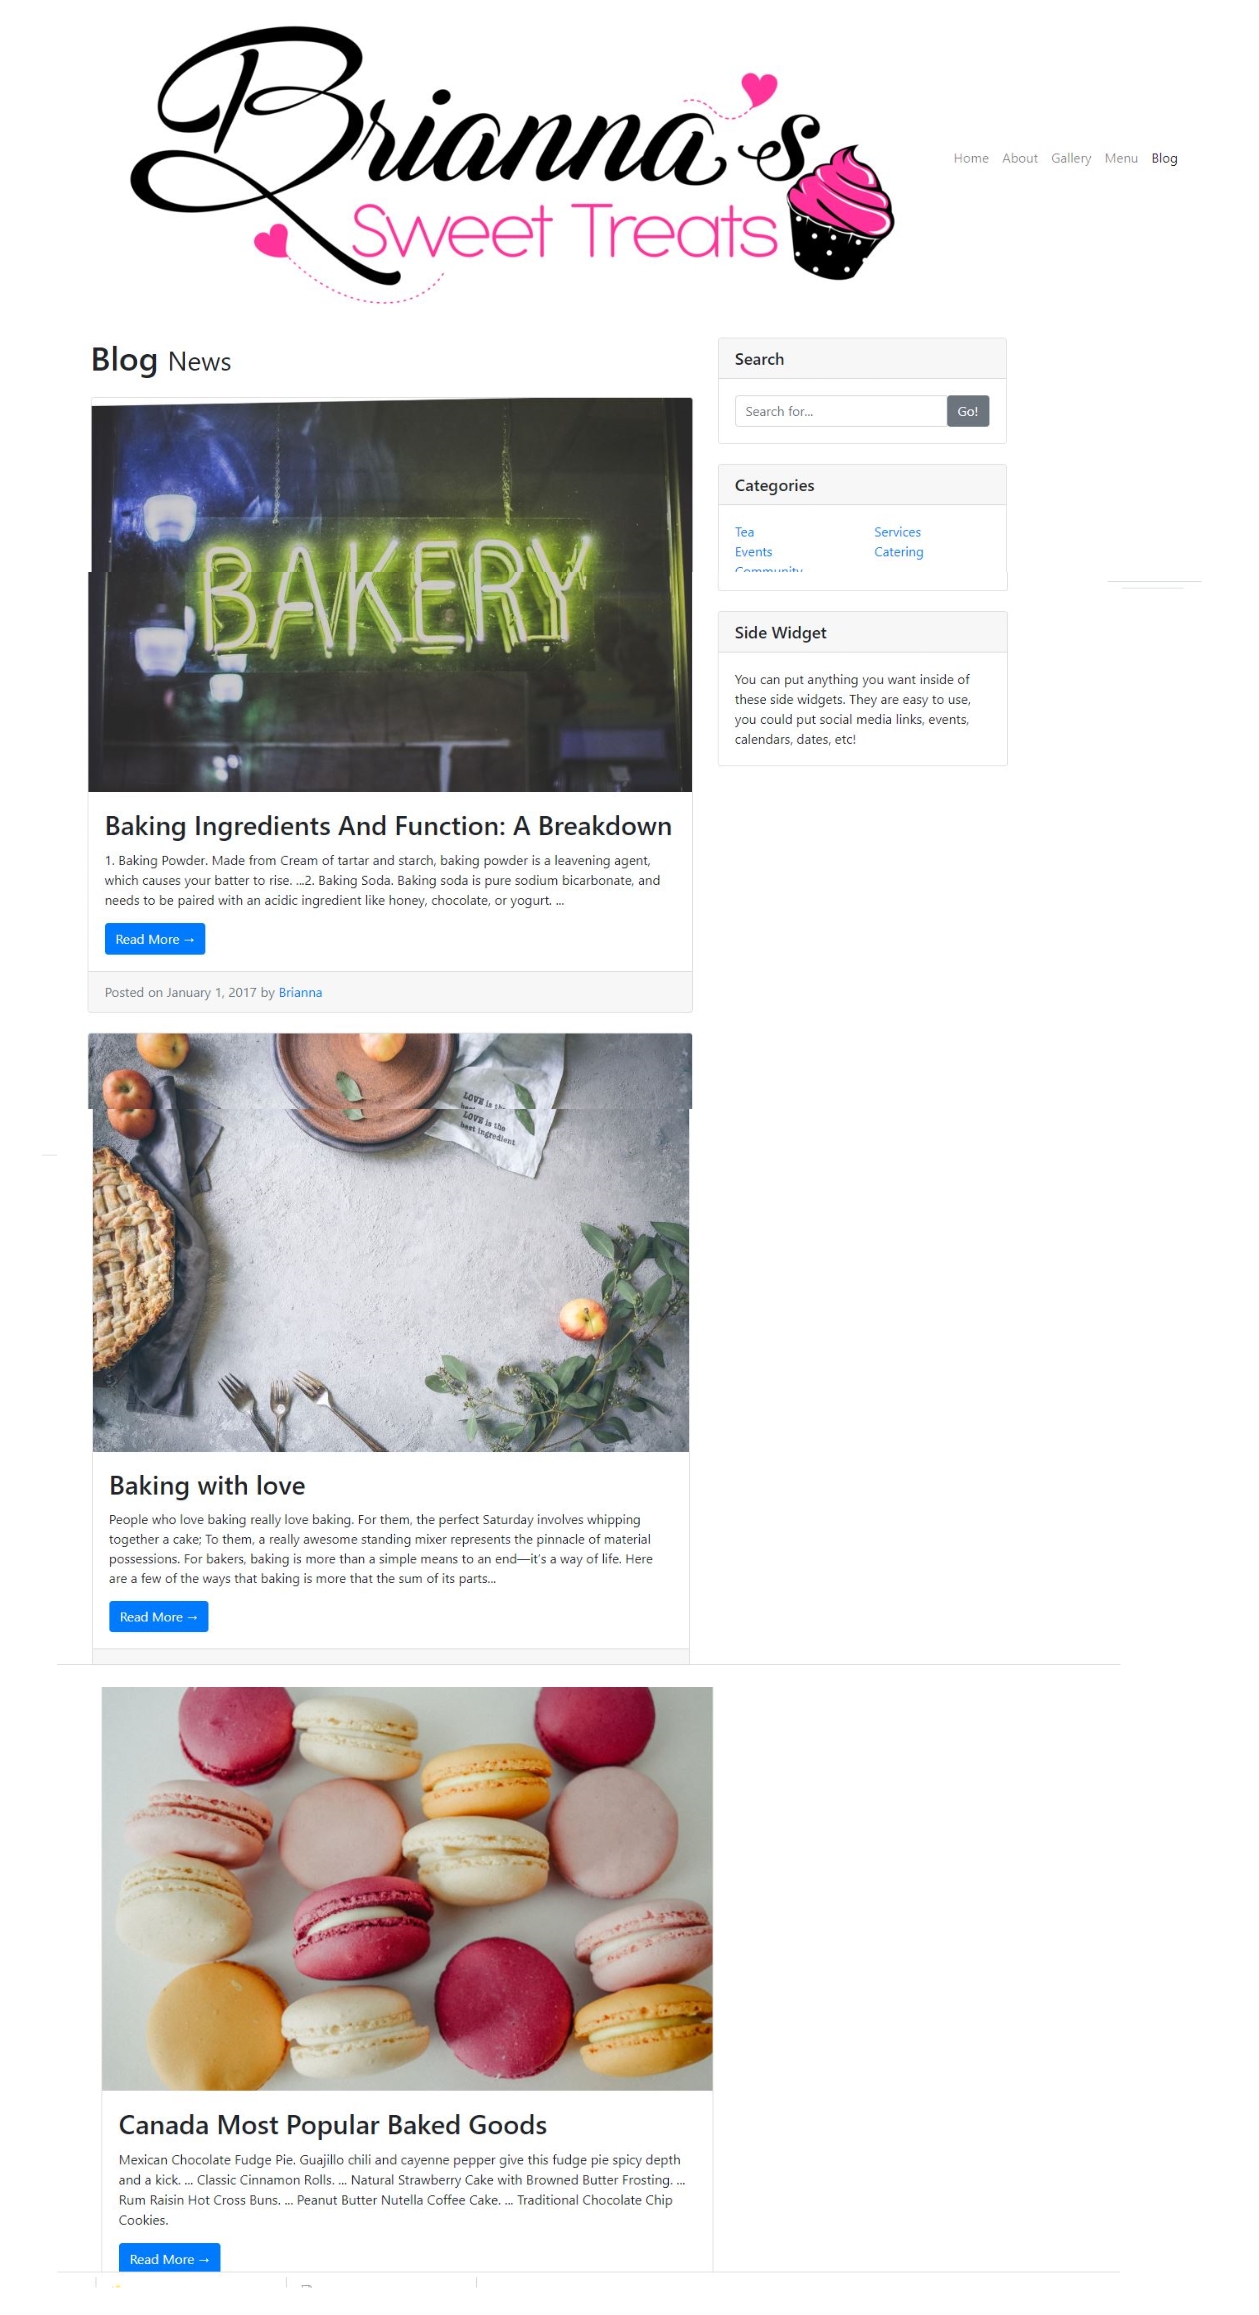 Brianna's
Sweet Treats
Home About Gallery Menu Blog
Blog News
BAKERY
Baking Ingredients And Function: A Breakdown
1. Baking Powder. Made from Cream of tartar and starch, baking powder is a leavening agent,
which causes your batter to rise. ...2. Baking Soda. Baking soda is pure sodium bicarbonate, and
needs to be paired with an acidic ingredient like honey, chocolate, or yogurt. ...
Read More →
Posted on January 1, 2017 by Brianna
LOVE is the
LOVE is the
best ingredient
Baking with love
People who love baking really love baking. For them, the perfect Saturday involves whipping
together a cake; To them, a really awesome standing mixer represents the pinnacle of material
possessions. For bakers, baking is more than a simple means to an end—it's a way of life. Here
are a few of the ways that baking is more that the sum of its parts...
Read More →
Canada Most Popular Baked Goods
Mexican Chocolate Fudge Pie. Guajillo chili and cayenne pepper give this fudge pie spicy depth
and a kick. ... Classic Cinnamon Rolls. ... Natural Strawberry Cake with Browned Butter Frosting. ...
Rum Raisin Hot Cross Buns. ... Peanut Butter Nutella Coffee Cake. ... Traditional Chocolate Chip
Cookies.
Read More →
Search
Search for...
Go!
Categories
Tea
Events
Community
Services
Catering
Side Widget
You can put anything you want inside of
these side widgets. They are easy to use,
you could put social media links, events,
calendars, dates, etc!